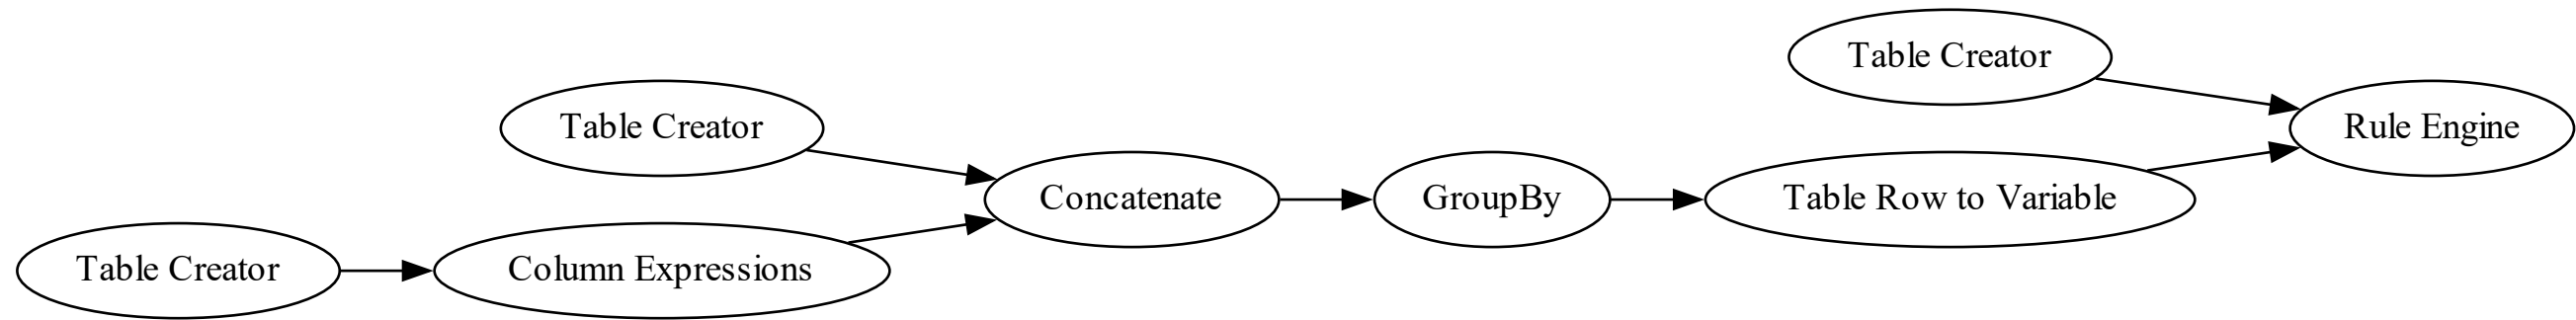 Table Creator
Table Creator
Rule Engine
Concatenate
GroupBy
Table Row to Variable
Table Creator
Column Expressions